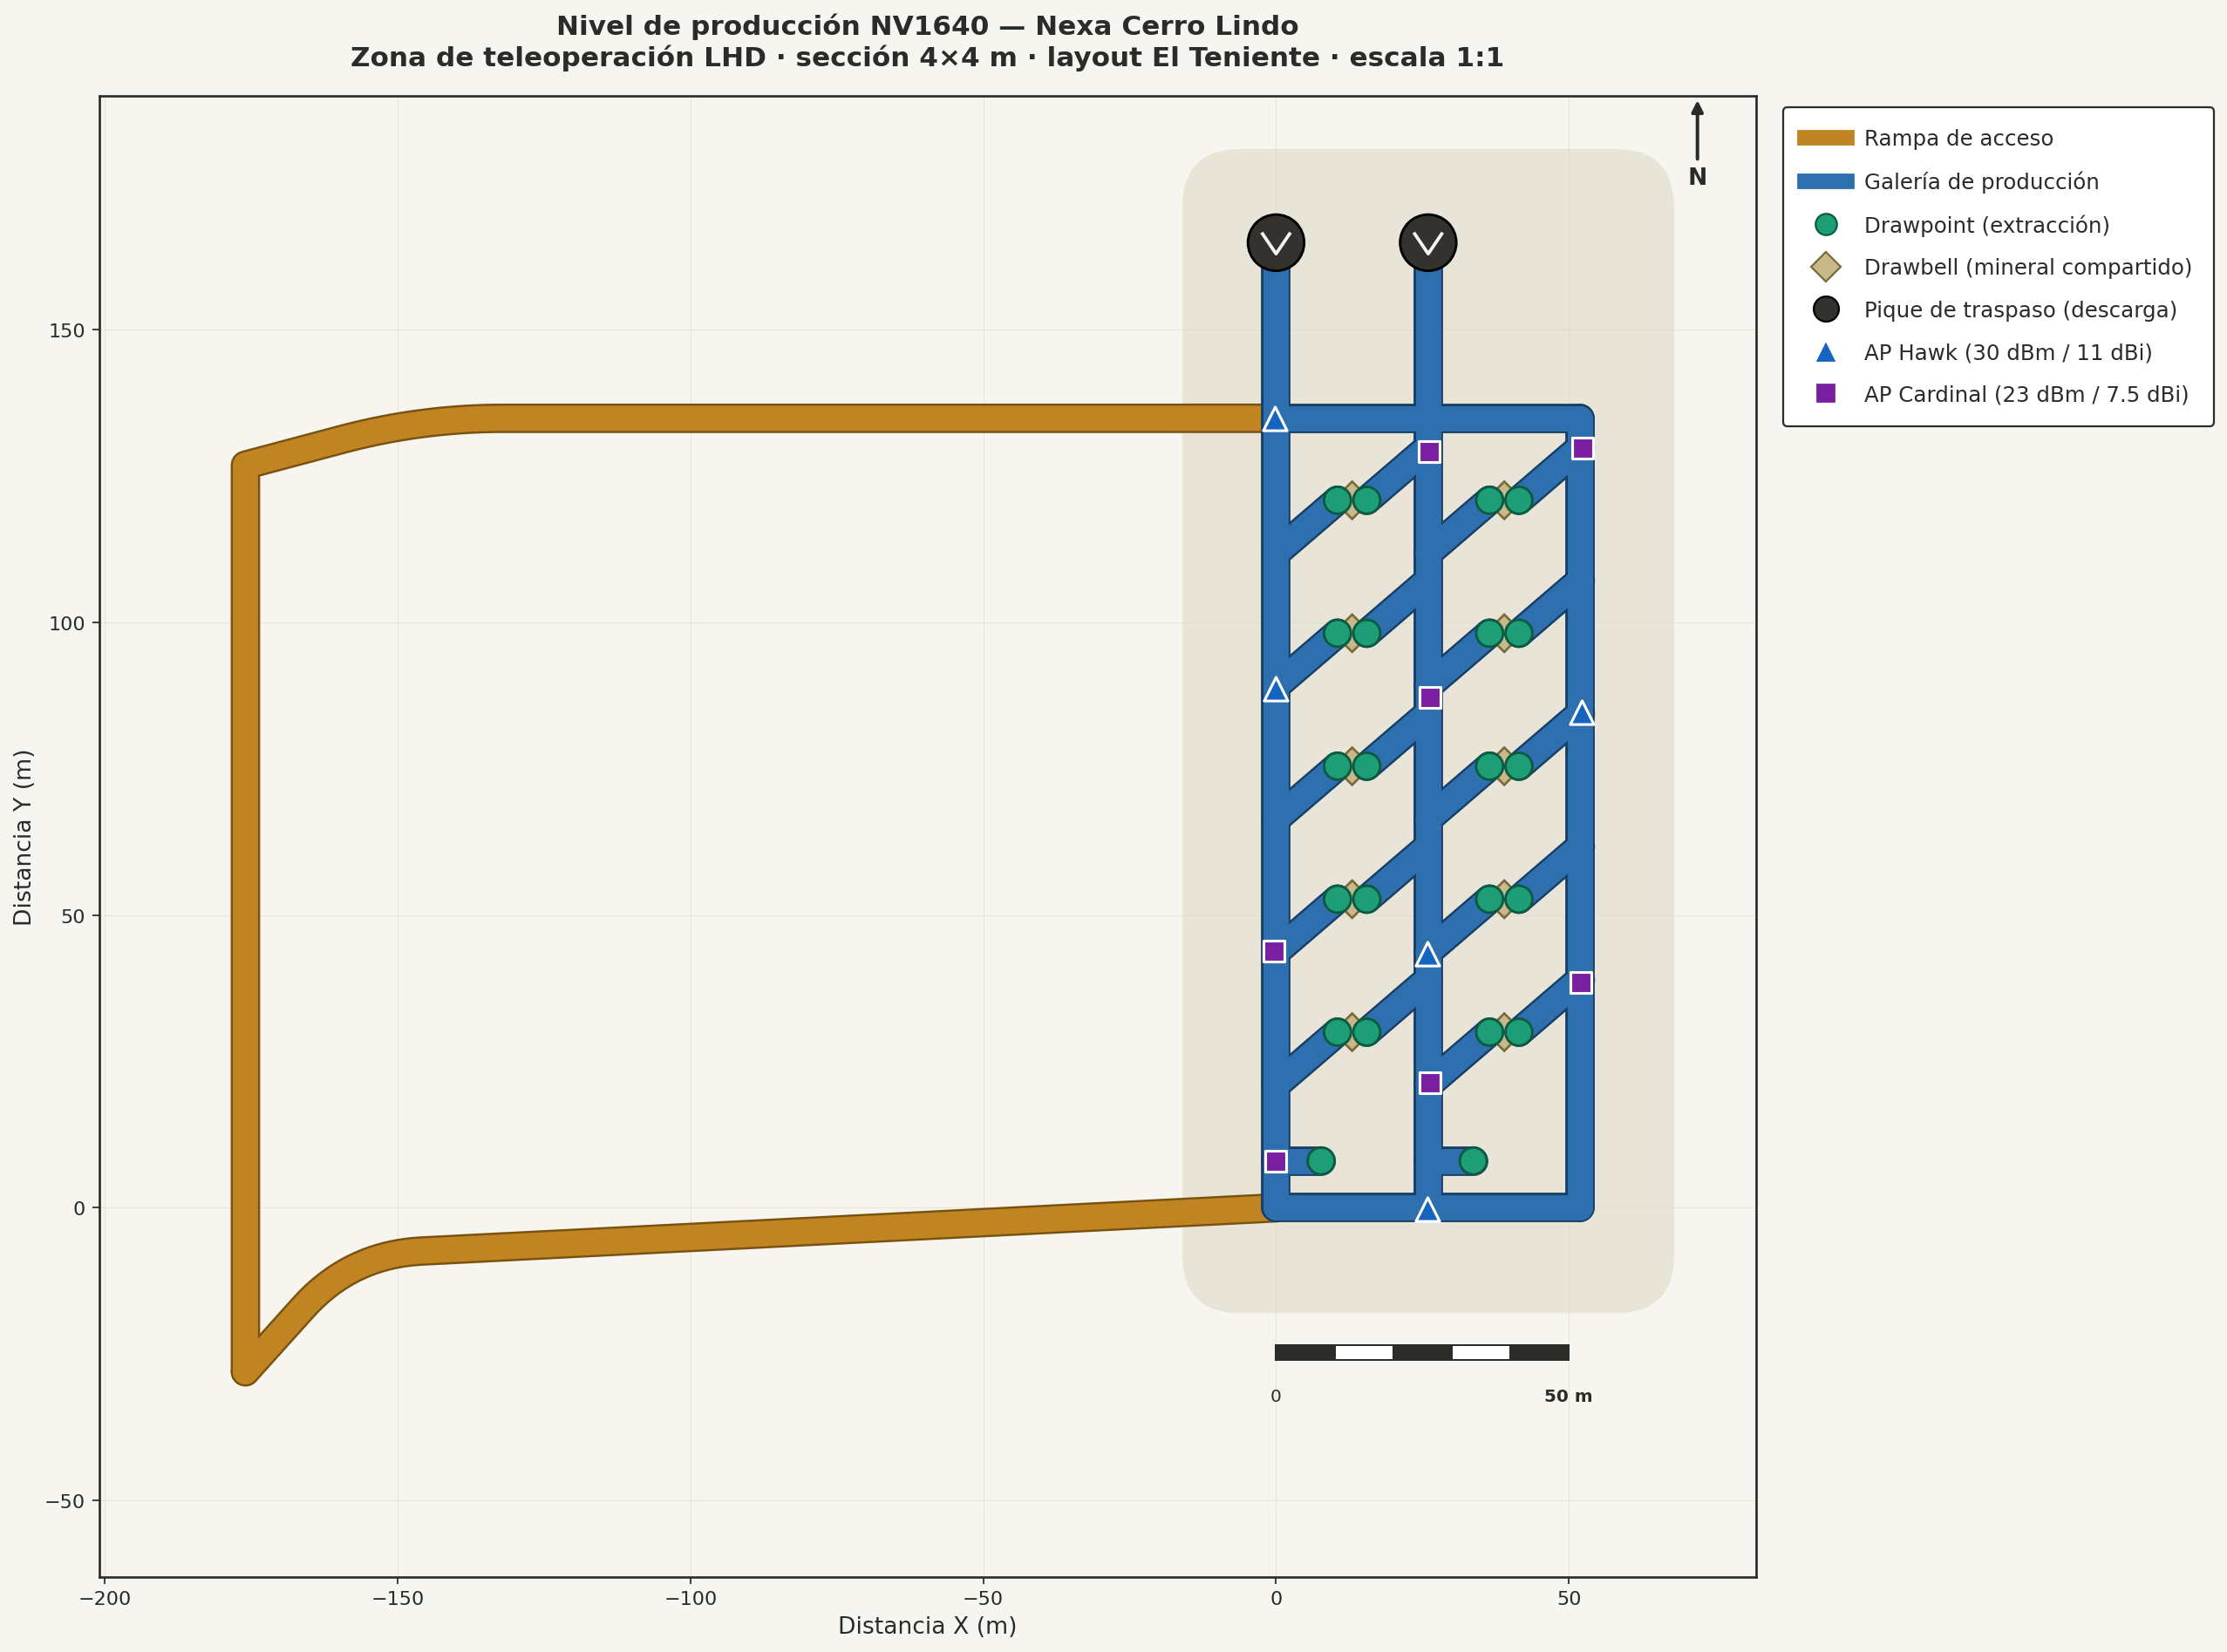 Nivel de producción NV1640 — Nexa Cerro Lindo
Zona de teleoperación LHD · sección 4×4 m · layout El Teniente · escala 1:1
N
Rampa de acceso
Galería de producción
Drawpoint (extracción)
Drawbell (mineral compartido)
Pique de traspaso (descarga)
AP Hawk (30 dBm / 11 dBi)
AP Cardinal (23 dBm / 7.5 dBi)
Distancia Y (m)
150
100
50
0
−50
0
50 m
−200
−150
−100
−50
0
50
Distancia X (m)